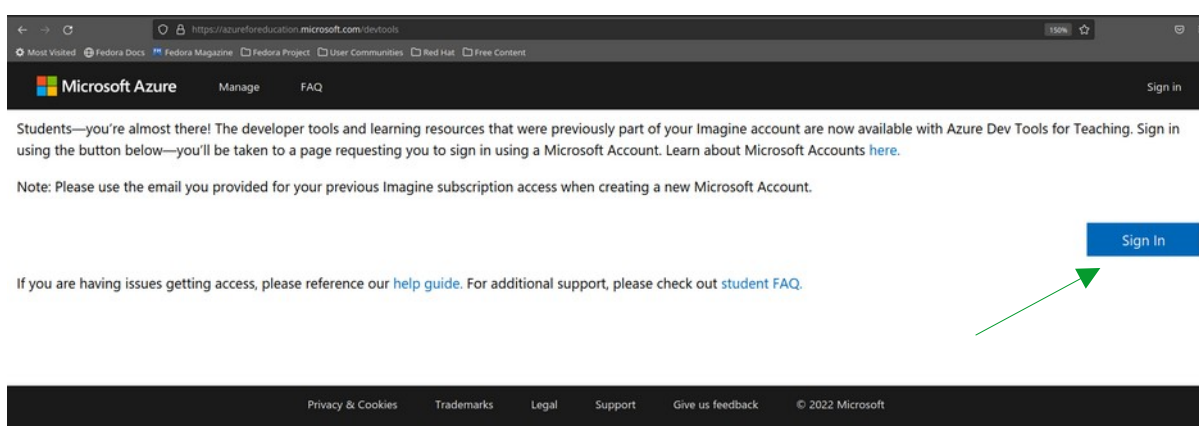 https://azureforeducation.microsoft.com/devtools
150%
Most Visited Fedora Docs Fedora Magazine Fedora Project User Communities Red Hat Free Content
Microsoft Azure Manage FAQ Sign in
Students—you're almost there! The developer tools and learning resources that were previously part of your Imagine account are now available with Azure Dev Tools for Teaching. Sign in
using the button below—you'll be taken to a page requesting you to sign in using a Microsoft Account. Learn about Microsoft Accounts here.
Note: Please use the email you provided for your previous Imagine subscription access when creating a new Microsoft Account.
Sign In
If you are having issues getting access, please reference our help guide. For additional support, please check out student FAQ.
Privacy & Cookies Trademarks Legal Support Give us feedback © 2022 Microsoft